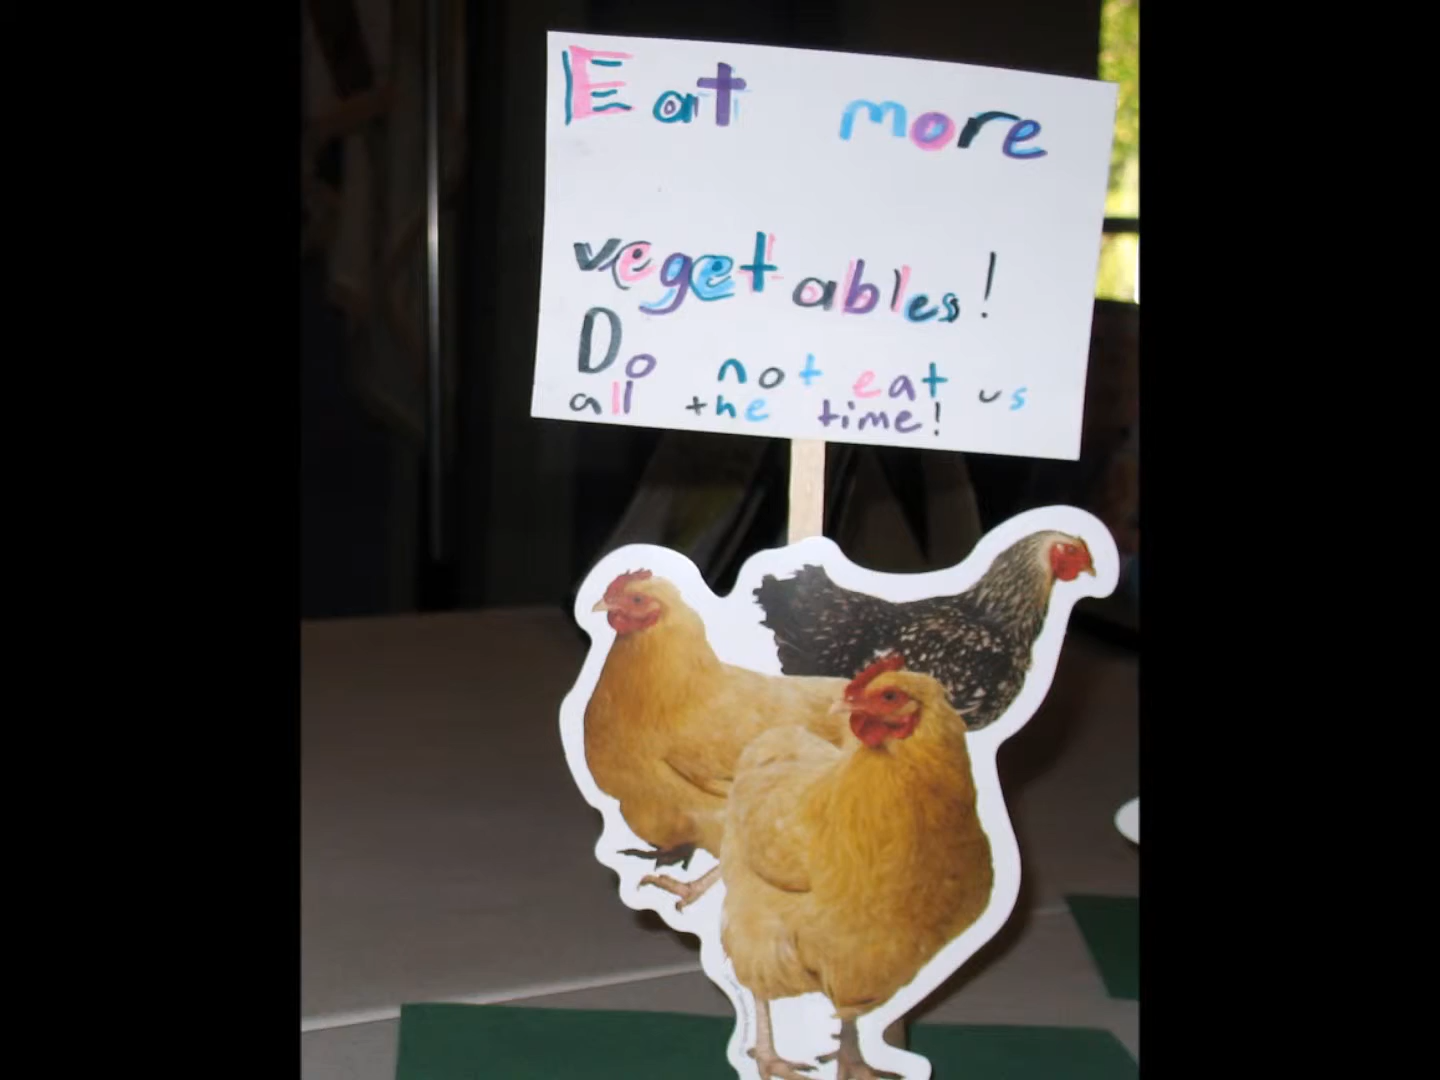 Eat more
vegetables!
Do not eat us
all the time!